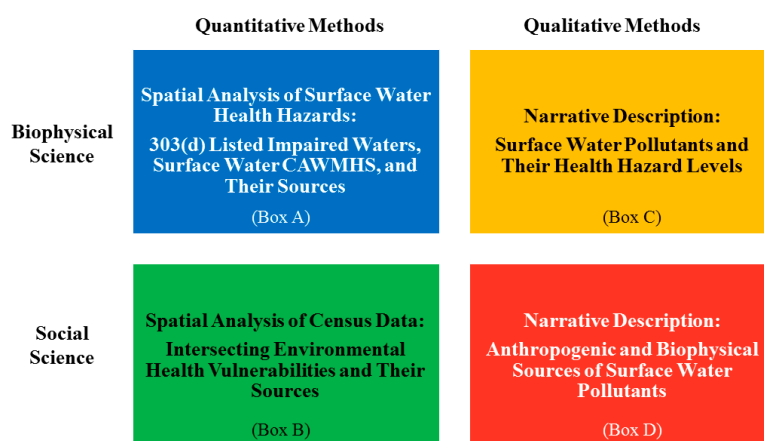 Quantitative Methods
Qualitative Methods
Biophysical
Science
Spatial Analysis of Surface Water
Health Hazards:
303(d) Listed Impaired Waters,
Surface Water CAWMHS, and
Their Sources
(Box A)
Narrative Description:
Surface Water Pollutants and
Their Health Hazard Levels
(Box C)
Social
Science
Spatial Analysis of Census Data:
Intersecting Environmental
Health Vulnerabilities and Their
Sources
(Box B)
Narrative Description:
Anthropogenic and Biophysical
Sources of Surface Water
Pollutants
(Box D)